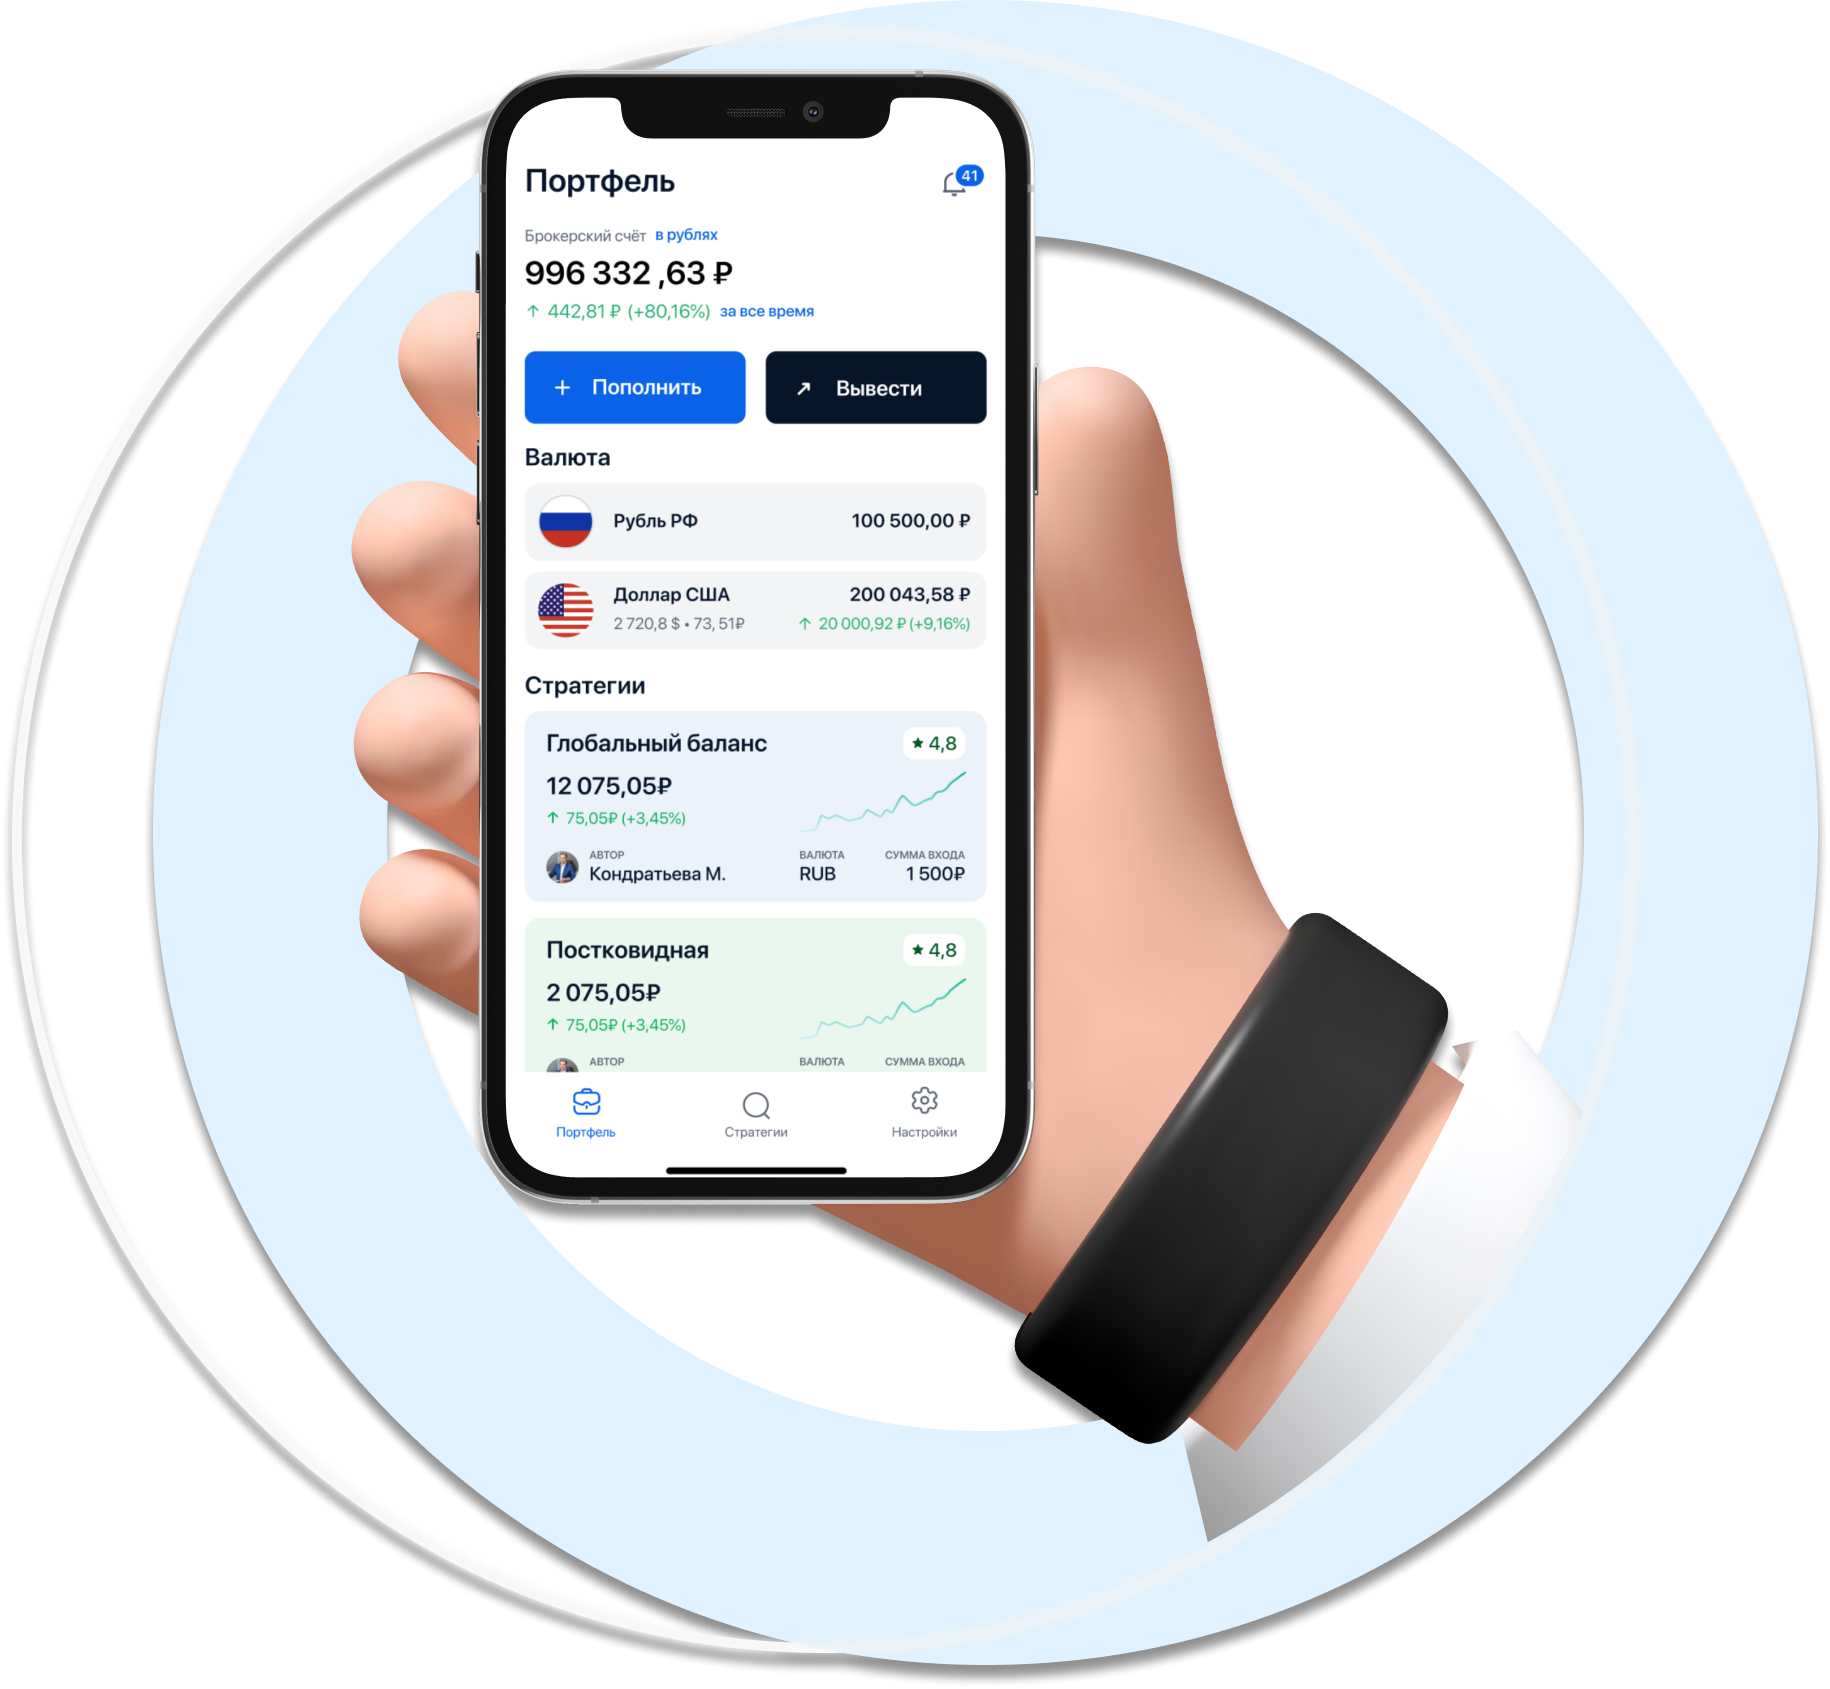 Портфель
41
Брокерский счёт в рублях
996 332 ,63 ₽
↑ 442,81 ₽ (+80,16%) за все время
+ Пополнить
↗ Вывести
Валюта
Рубль РФ 100 500,00 ₽
Доллар США 200 043,58 ₽
2 720,8 $ • 73, 51₽ ↑ 20 000,92 ₽ (+9,16%)
Стратегии
Глобальный баланс ★ 4,8
12 075,05₽
↑ 75,05₽ (+3,45%)
АВТОР ВАЛЮТА СУММА ВХОДА
Кондратьева М. RUB 1 500₽
Постковидная ★ 4,8
2 075,05₽
↑ 75,05₽ (+3,45%)
АВТОР ВАЛЮТА СУММА ВХОДА
Портфель Стратегии Настройки